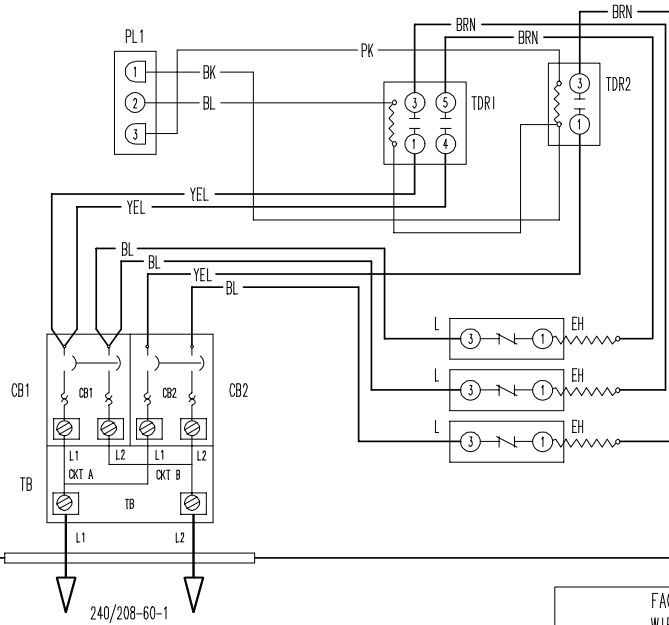 BRN
BRN
BRN
PL1
PK
1
BK
2
BL
3
3
5
TDR1
1
4
3
TDR2
1
YEL
YEL
BL
BL
YEL
BL
L
3
1
EH
L
3
1
EH
L
3
1
EH
CB1
CB1
CB2
CB2
L1
L2
L1
L2
CKT A
CKT B
TB
TB
L1
L2
240/208-60-1